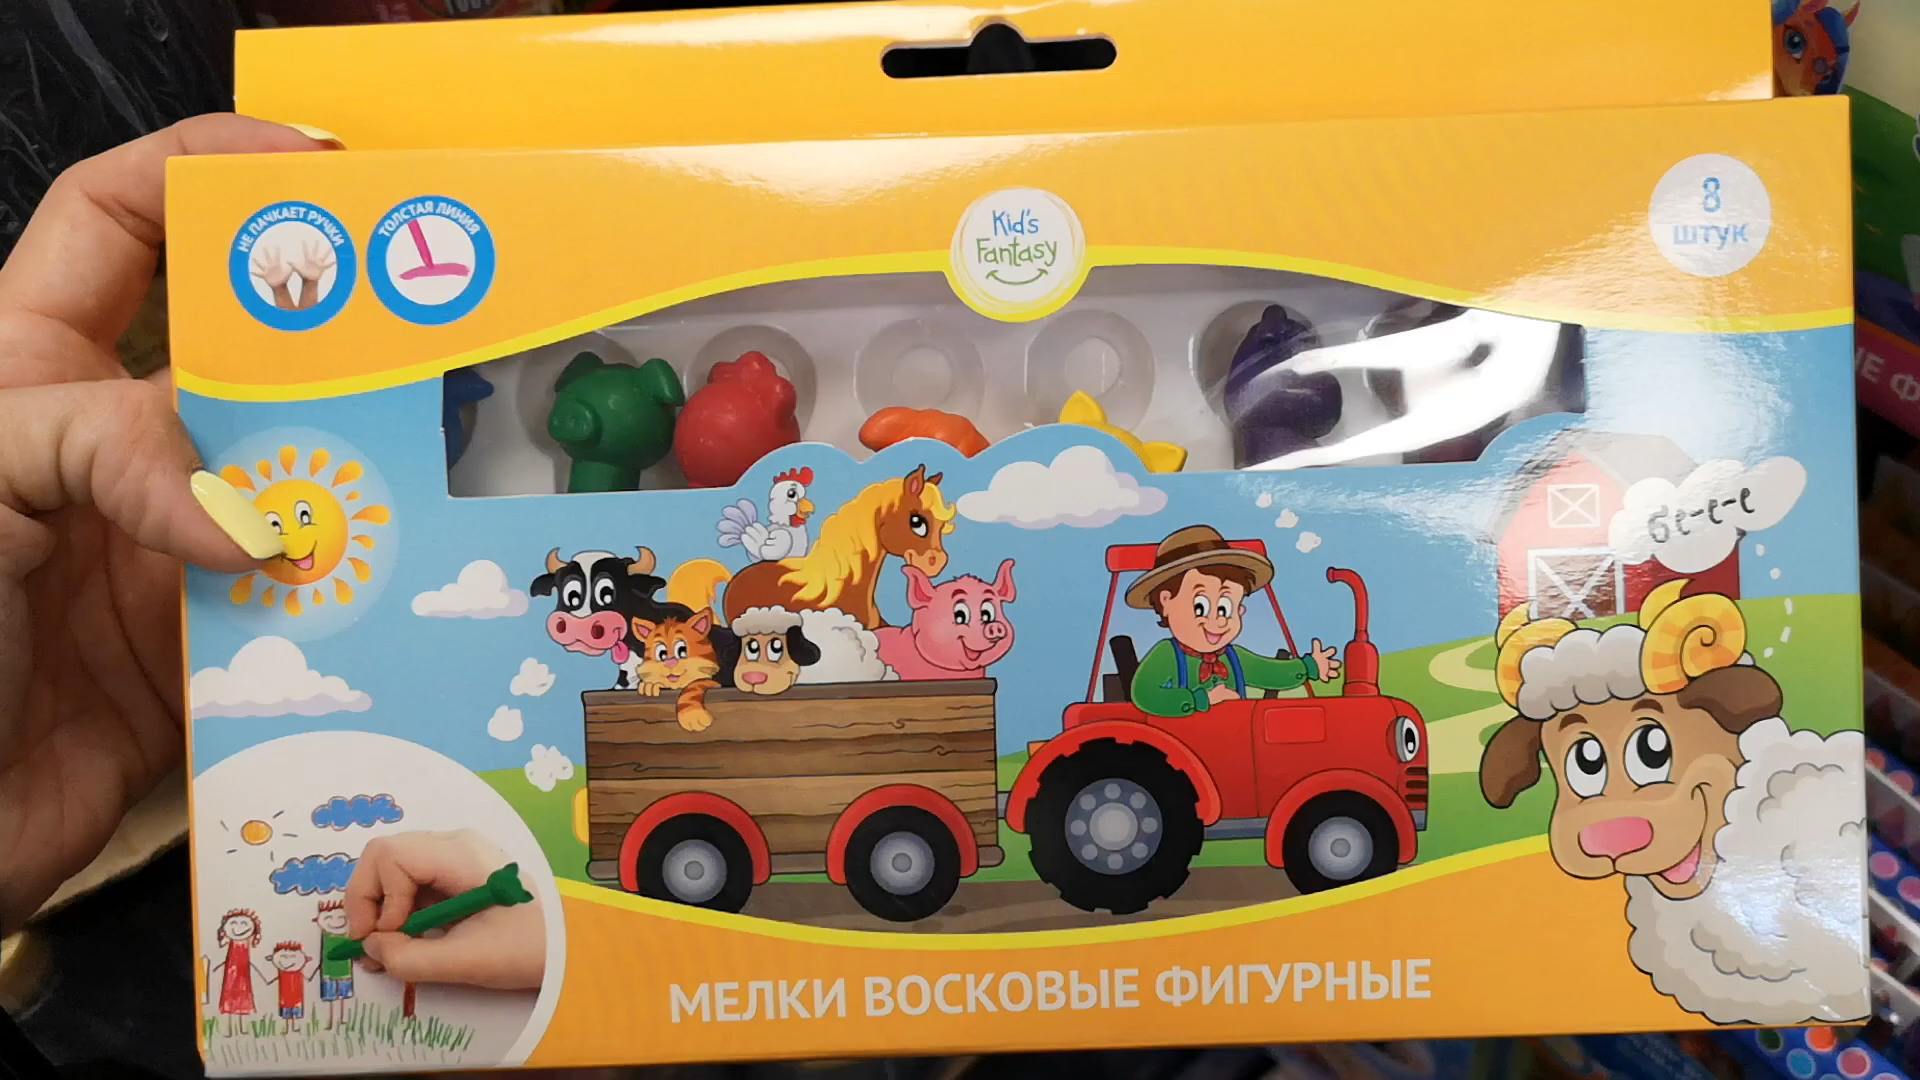 НЕ ПАЧКАЕТ РУЧКИ
ТОЛСТАЯ ЛИНИЯ
Kid's
Fantasy
8
штук
бе-е-е
МЕЛКИ ВОСКОВЫЕ ФИГУРНЫЕ